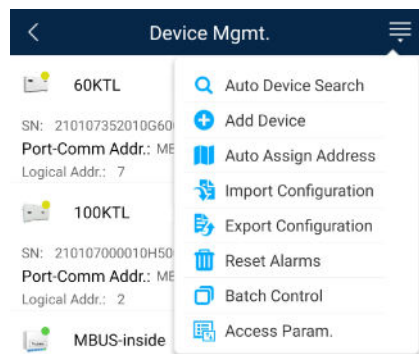 Device Mgmt.
60KTL
SN: 210107352010G60
Port-Comm Addr.: ME
Logical Addr.: 7
100KTL
SN: 210107000010H50
Port-Comm Addr.: ME
Logical Addr.: 2
MBUS-inside
Auto Device Search
Add Device
Auto Assign Address
Import Configuration
Export Configuration
Reset Alarms
Batch Control
Access Param.